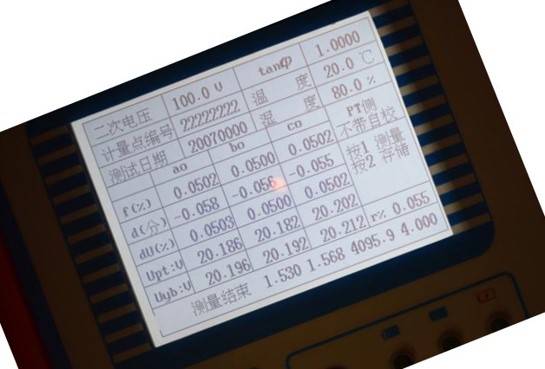 二次电压 100.0 U tanφ 1.0000
计量点编号 22222222 温 度 20.0 ℃
测试日期 20070000 湿 度 80.0 %
ao bo co PT侧
f(%) 0.0502 0.0500 0.0502 不带自校
d(分) -0.058 -0.056 -0.055 按1 测量
dU(%) 0.0503 0.0500 0.0502 按2 存储
Upt:U 20.186 20.182 20.202
Uyb:U 20.196 20.192 20.212 r% 0.055
测量结束 1.530 1.568 4095.9 4.000